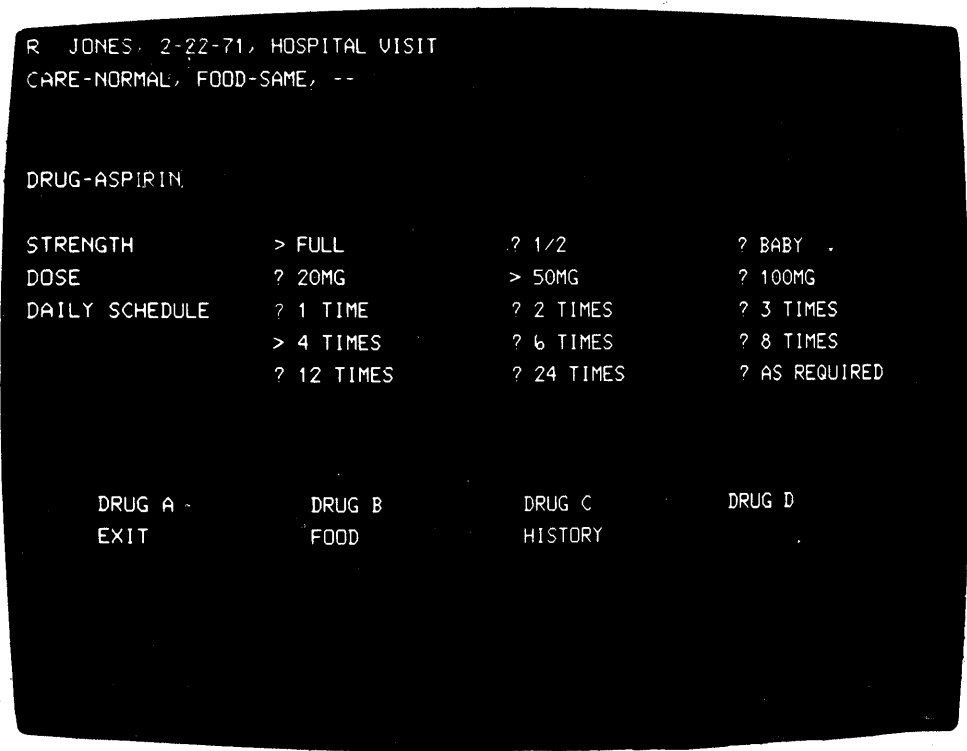 R JONES, 2-22-71, HOSPITAL VISIT
CARE-NORMAL, FOOD-SAME, --
DRUG-ASPIRIN
STRENGTH > FULL ? 1/2 ? BABY
DOSE ? 20MG > 50MG ? 100MG
DAILY SCHEDULE ? 1 TIME ? 2 TIMES ? 3 TIMES
> 4 TIMES ? 6 TIMES ? 8 TIMES
? 12 TIMES ? 24 TIMES ? AS REQUIRED
DRUG A DRUG B DRUG C DRUG D
EXIT FOOD HISTORY